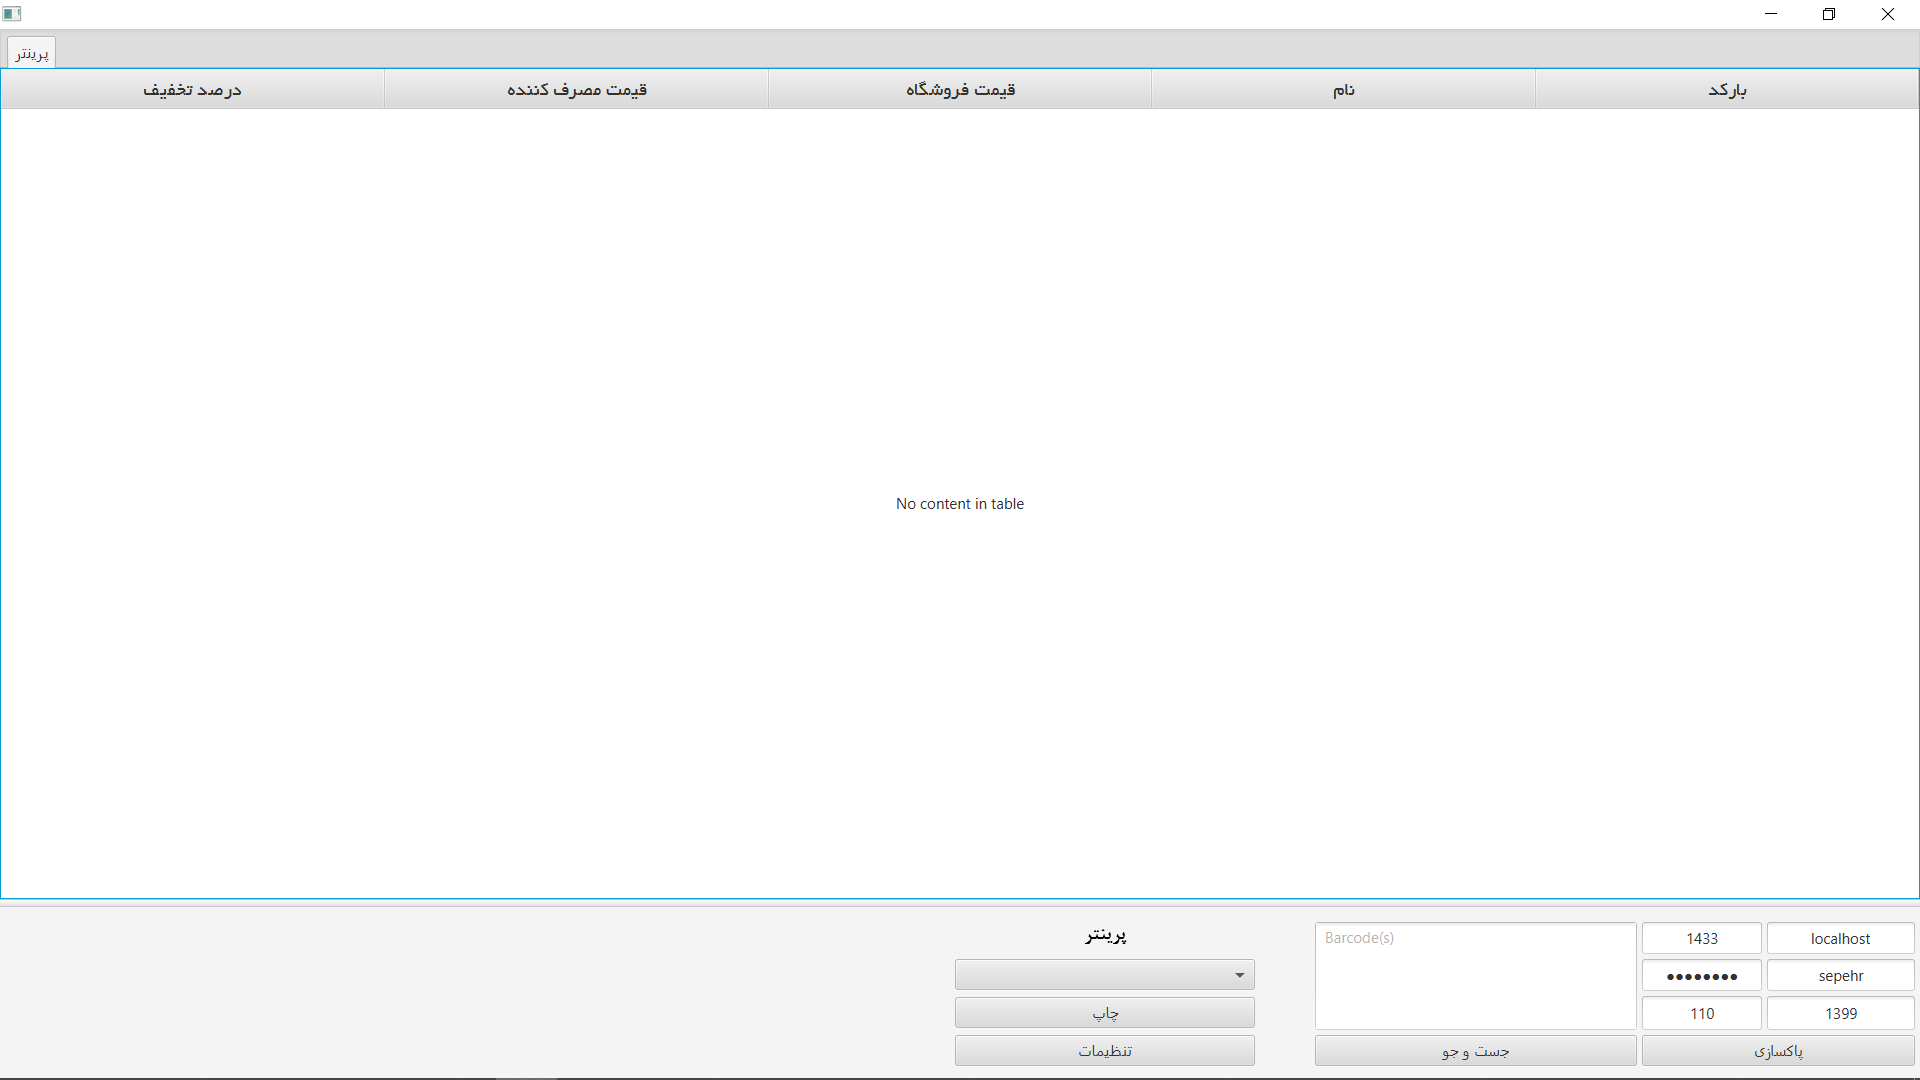 پرینتر
بارکد
نام
قیمت فروشگاه
قیمت مصرف کننده
درصد تخفیف
No content in table
پرینتر
چاپ
تنظیمات
Barcode(s)
جست و جو
1433
localhost
●●●●●●●●
sepehr
110
1399
پاکسازی